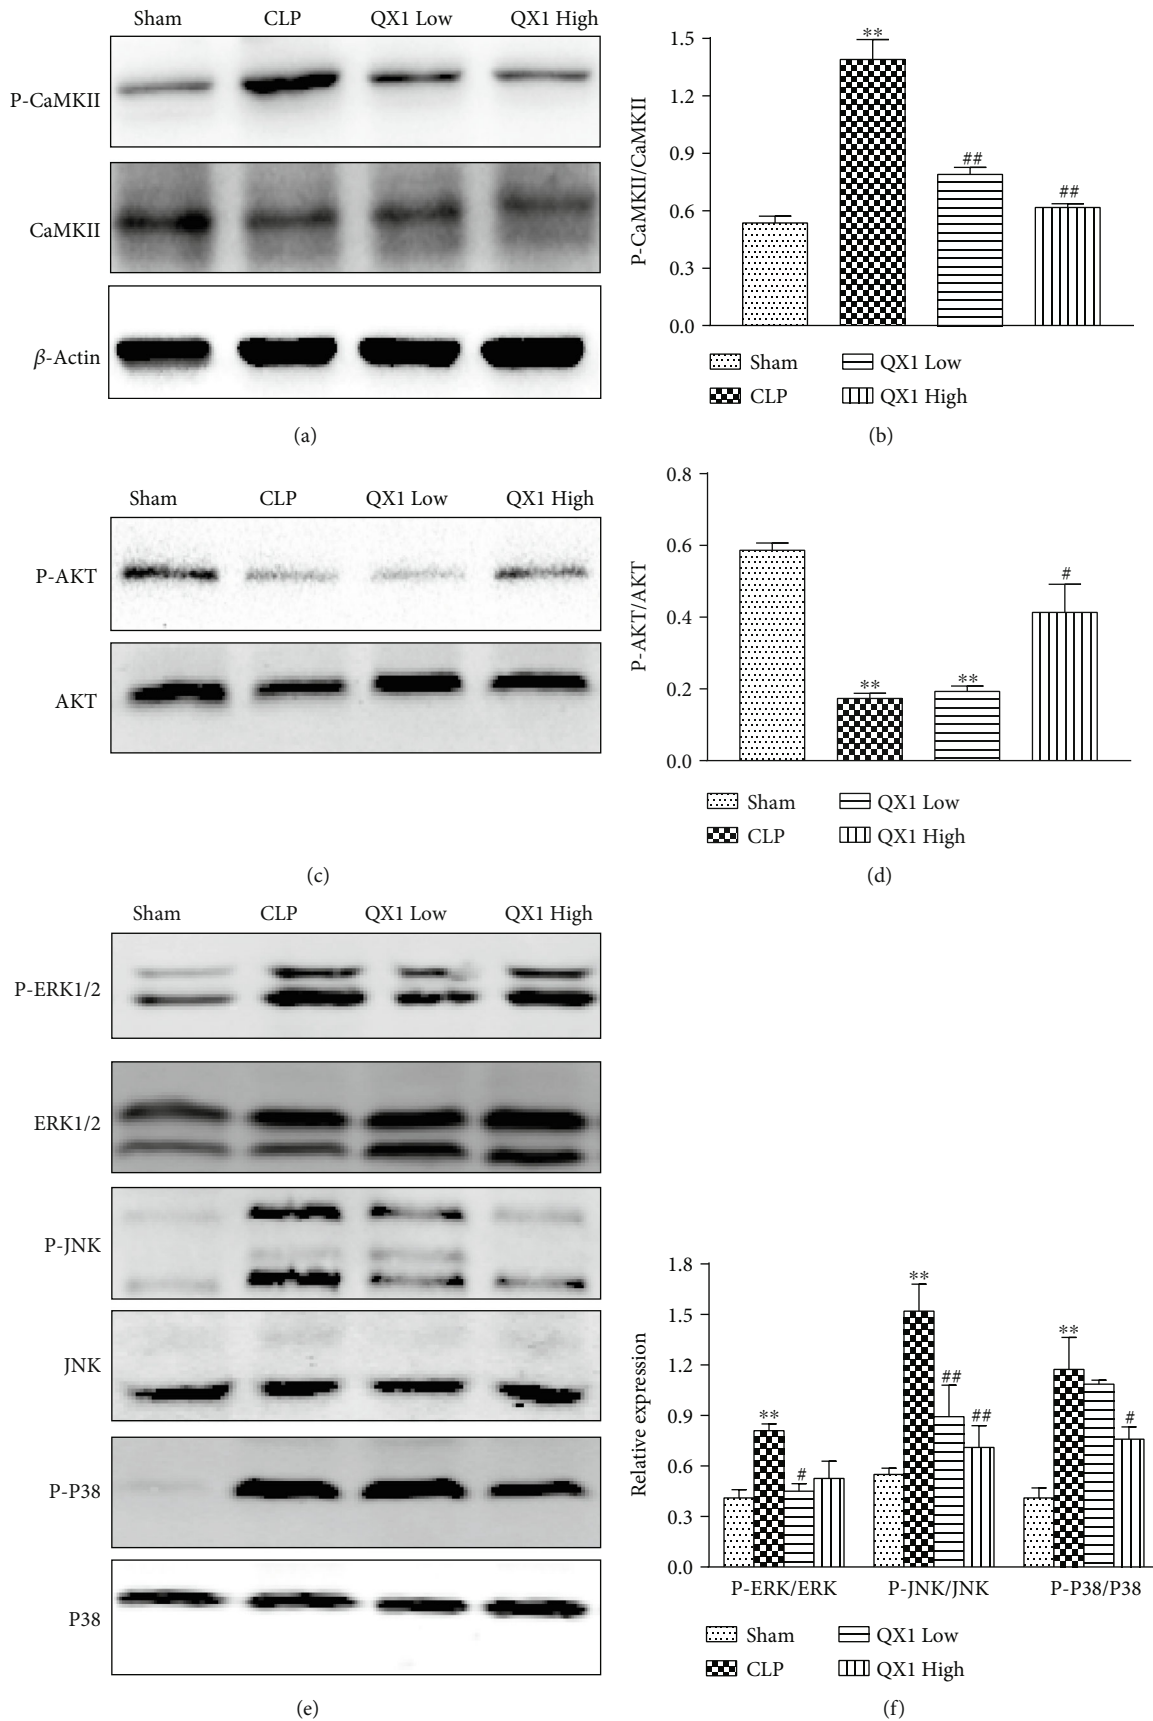 Sham CLP QX1 Low QX1 High
P-CaMKII
CaMKII
β-Actin
(a)
1.5
1.2
0.9
0.6
0.3
0.0
P-CaMKII/CaMKII
**
##
##
Sham QX1 Low
CLP QX1 High
(b)
Sham CLP QX1 Low QX1 High
P-AKT
AKT
(c)
0.8
0.6
0.4
0.2
0.0
P-AKT/AKT
**
**
#
Sham QX1 Low
CLP QX1 High
(d)
Sham CLP QX1 Low QX1 High
P-ERK1/2
ERK1/2
P-JNK
JNK
P-P38
P38
(e)
1.8
1.5
1.2
0.9
0.6
0.3
0.0
Relative expression
**
#
**
##
##
**
#
P-ERK/ERK P-JNK/JNK P-P38/P38
Sham QX1 Low
CLP QX1 High
(f)